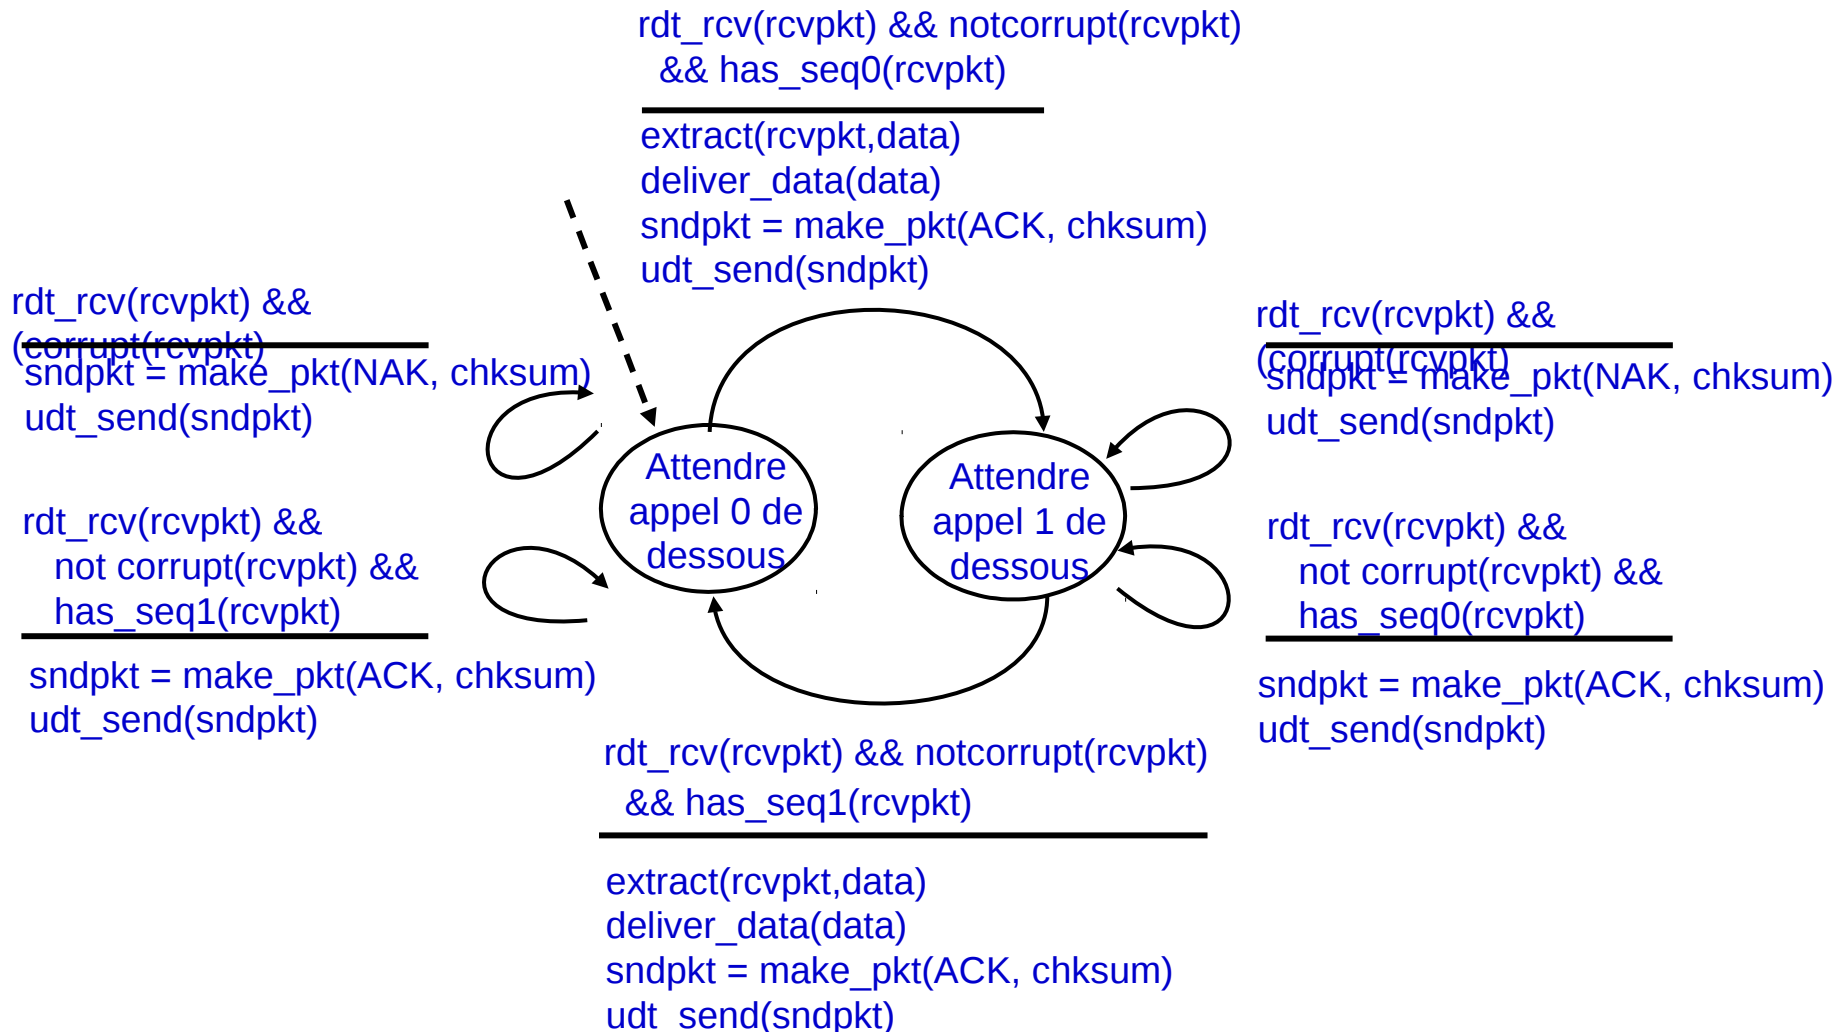 rdt_rcv(rcvpkt) && notcorrupt(rcvpkt)
&& has_seq0(rcvpkt)
extract(rcvpkt,data)
deliver_data(data)
sndpkt = make_pkt(ACK, chksum)
udt_send(sndpkt)
rdt_rcv(rcvpkt) &&
(corrupt(rcvpkt)
sndpkt = make_pkt(NAK, chksum)
udt_send(sndpkt)
rdt_rcv(rcvpkt) &&
(corrupt(rcvpkt)
sndpkt = make_pkt(NAK, chksum)
udt_send(sndpkt)
Attendre
appel 0 de
dessous
Attendre
appel 1 de
dessous
rdt_rcv(rcvpkt) &&
not corrupt(rcvpkt) &&
has_seq1(rcvpkt)
sndpkt = make_pkt(ACK, chksum)
udt_send(sndpkt)
rdt_rcv(rcvpkt) &&
not corrupt(rcvpkt) &&
has_seq0(rcvpkt)
sndpkt = make_pkt(ACK, chksum)
udt_send(sndpkt)
rdt_rcv(rcvpkt) && notcorrupt(rcvpkt)
&& has_seq1(rcvpkt)
extract(rcvpkt,data)
deliver_data(data)
sndpkt = make_pkt(ACK, chksum)
udt_send(sndpkt)